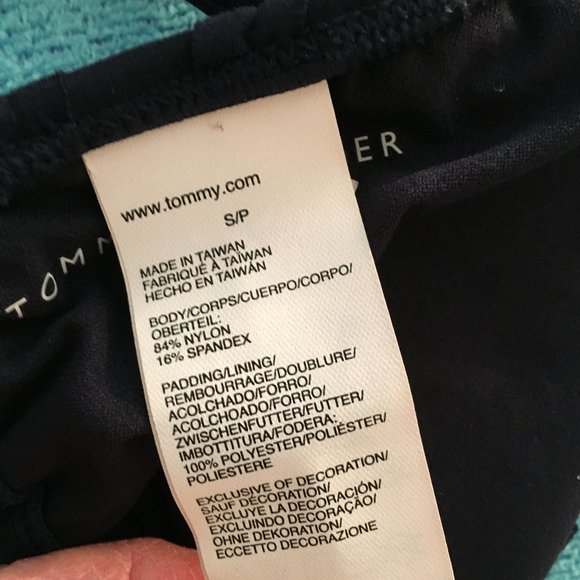 www.tommy.com
S/P
MADE IN TAIWAN
FABRIQUÉ À TAÏWAN
HECHO EN TAIWÁN
BODY/CORPS/CUERPO/CORPO/
OBERTEIL:
84% NYLON
16% SPANDEX
PADDING/LINING/
REMBOURRAGE/DOUBLURE/
ACOLCHADO/FORRO/
ACOLCHOADO/FORRO/
ZWISCHENFUTTER/FUTTER/
IMBOTTITURA/FODERA:
100% POLYESTER/POLIÉSTER/
POLIESTERE
EXCLUSIVE OF DECORATION/
SAUF DÉCORATION/
EXCLUYE LA DECORACIÓN/
EXCLUINDO DECORAÇÃO/
OHNE DEKORATION/
ECCETTO DECORAZIONE
TOMM
ER